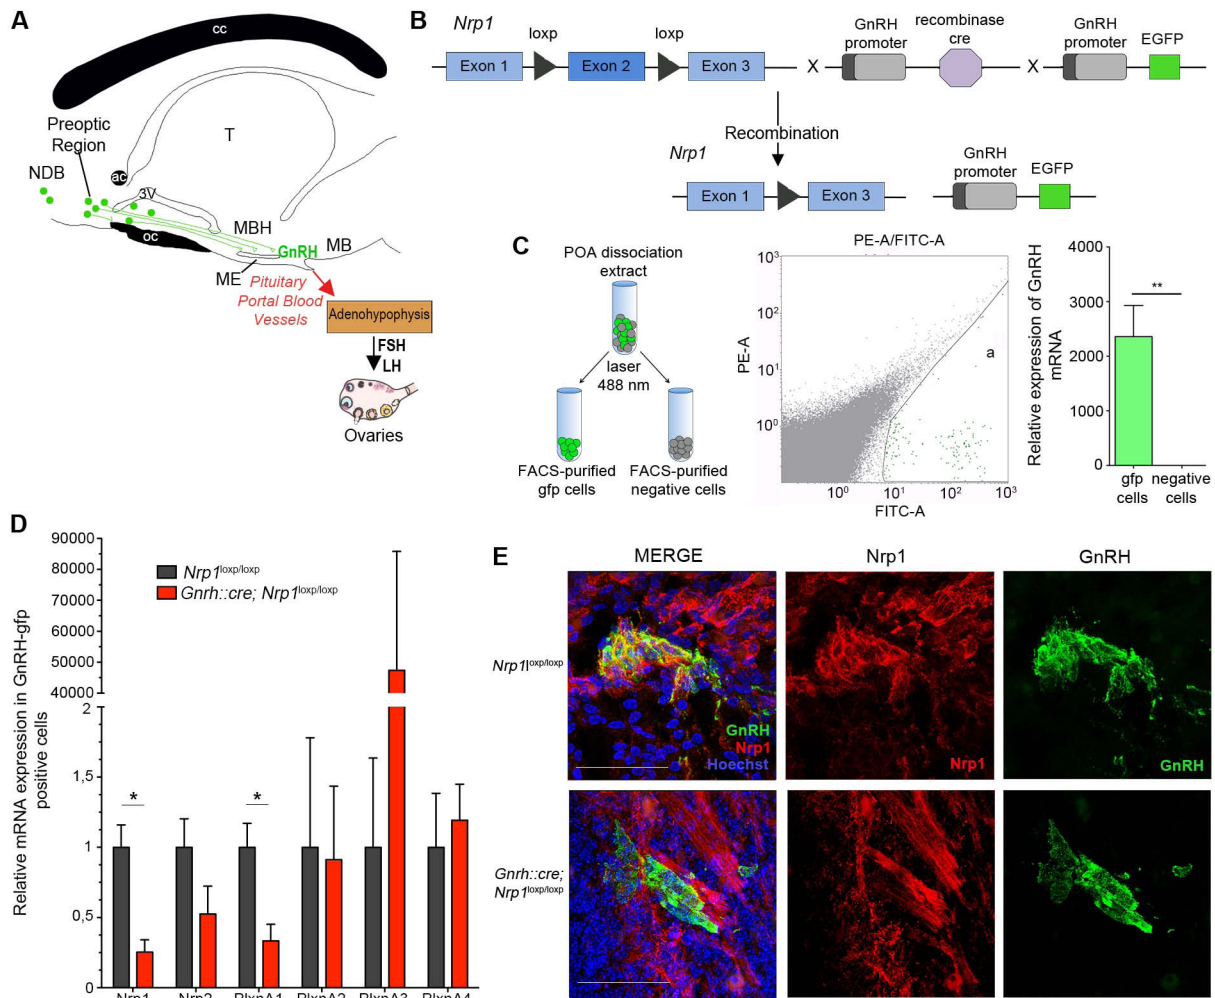 A
cc
Preoptic
Region
T
NDB
ac
3V
MBH
oc
GnRH
MB
ME
Pituitary
Portal Blood
Vessels
Adenohypophysis
FSH
LH
Ovaries
B
Nrp1
loxp
loxp
Exon 1
Exon 2
Exon 3
X
GnRH
promoter
recombinase
cre
X
GnRH
promoter
EGFP
Recombination
Nrp1
Exon 1
Exon 3
GnRH
promoter
EGFP
C
POA dissociation
extract
laser
488 nm
FACS-purified
gfp cells
FACS-purified
negative cells
PE-A/FITC-A
PE-A
10³
10²
10¹
10⁰
a
10⁰
10¹
10²
10³
FITC-A
Relative expression of GnRH
mRNA
4000
3000
2000
1000
0
**
gfp
cells
negative
cells
D
Relative mRNA expression in GnRH-gfp
positive cells
90000
80000
70000
60000
50000
40000
2
1,5
1
0,5
0
Nrp1loxp/loxp
Gnrh::cre; Nrp1loxp/loxp
*
*
Nrp1
Nrp2
PlxnA1
PlxnA2
PlxnA3
PlxnA4
E
MERGE
Nrp1
GnRH
Nrp1loxp/loxp
GnRH
Nrp1
Hoechst
Nrp1
GnRH
Gnrh::cre;
Nrp1loxp/loxp